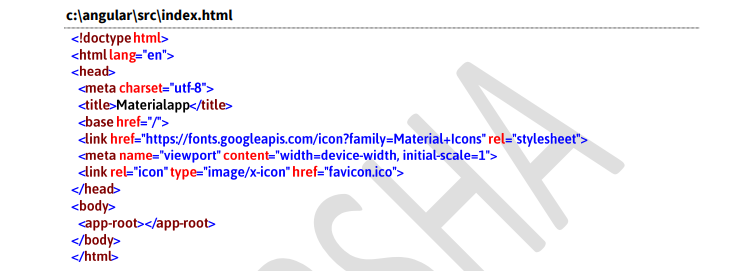 c:\angular\src\index.html
<!doctype html>
<html lang="en">
<head>
<meta charset="utf-8">
<title>Materialapp</title>
<base href="/">
<link href="https://fonts.googleapis.com/icon?family=Material+Icons" rel="stylesheet">
<meta name="viewport" content="width=device-width, initial-scale=1">
<link rel="icon" type="image/x-icon" href="favicon.ico">
</head>
<body>
<app-root></app-root>
</body>
</html>